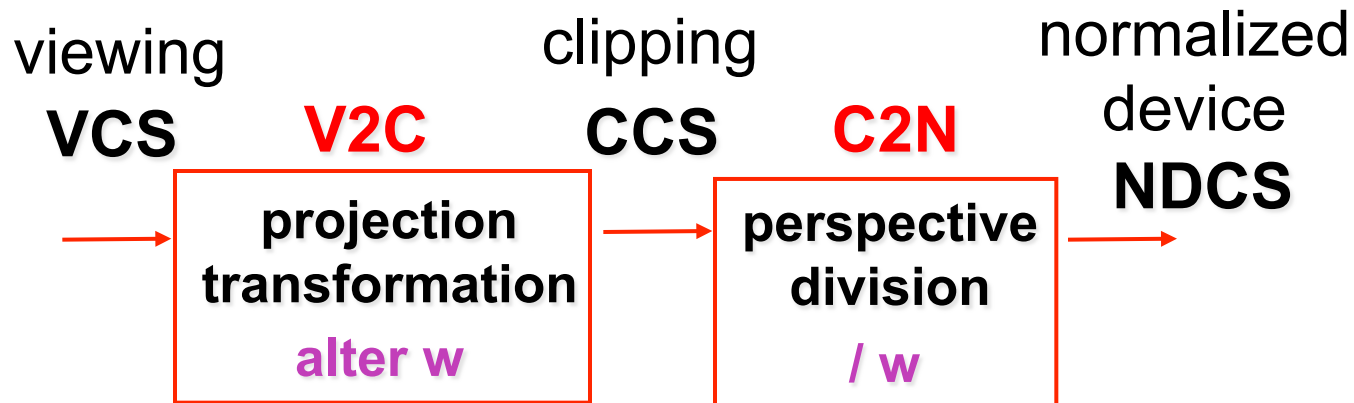 viewing
VCS
V2C
clipping
CCS
C2N
normalized
device
NDCS
projection
transformation
alter w
perspective
division
/ w